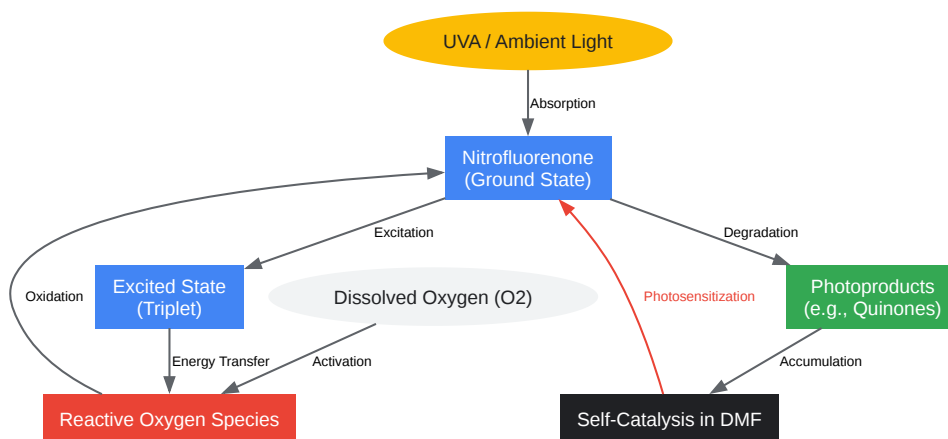 UVA / Ambient Light
Absorption
Nitrofluorenone
(Ground State)
Excitation
Degradation
Excited State
(Triplet)
Dissolved Oxygen (O2)
Oxidation
Photosensitization
Photoproducts
(e.g., Quinones)
Energy Transfer
Activation
Accumulation
Reactive Oxygen Species
Self-Catalysis in DMF